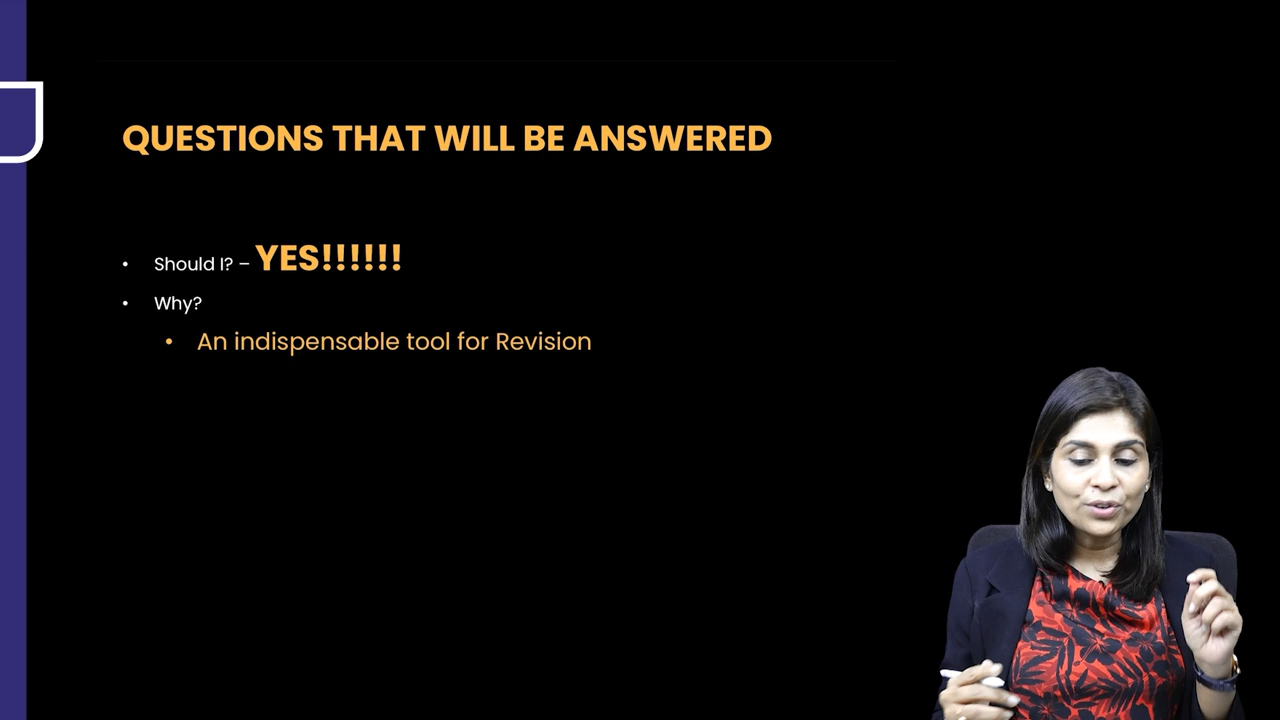 QUESTIONS THAT WILL BE ANSWERED
• Should I? – YES!!!!!!
• Why?
• An indispensable tool for Revision